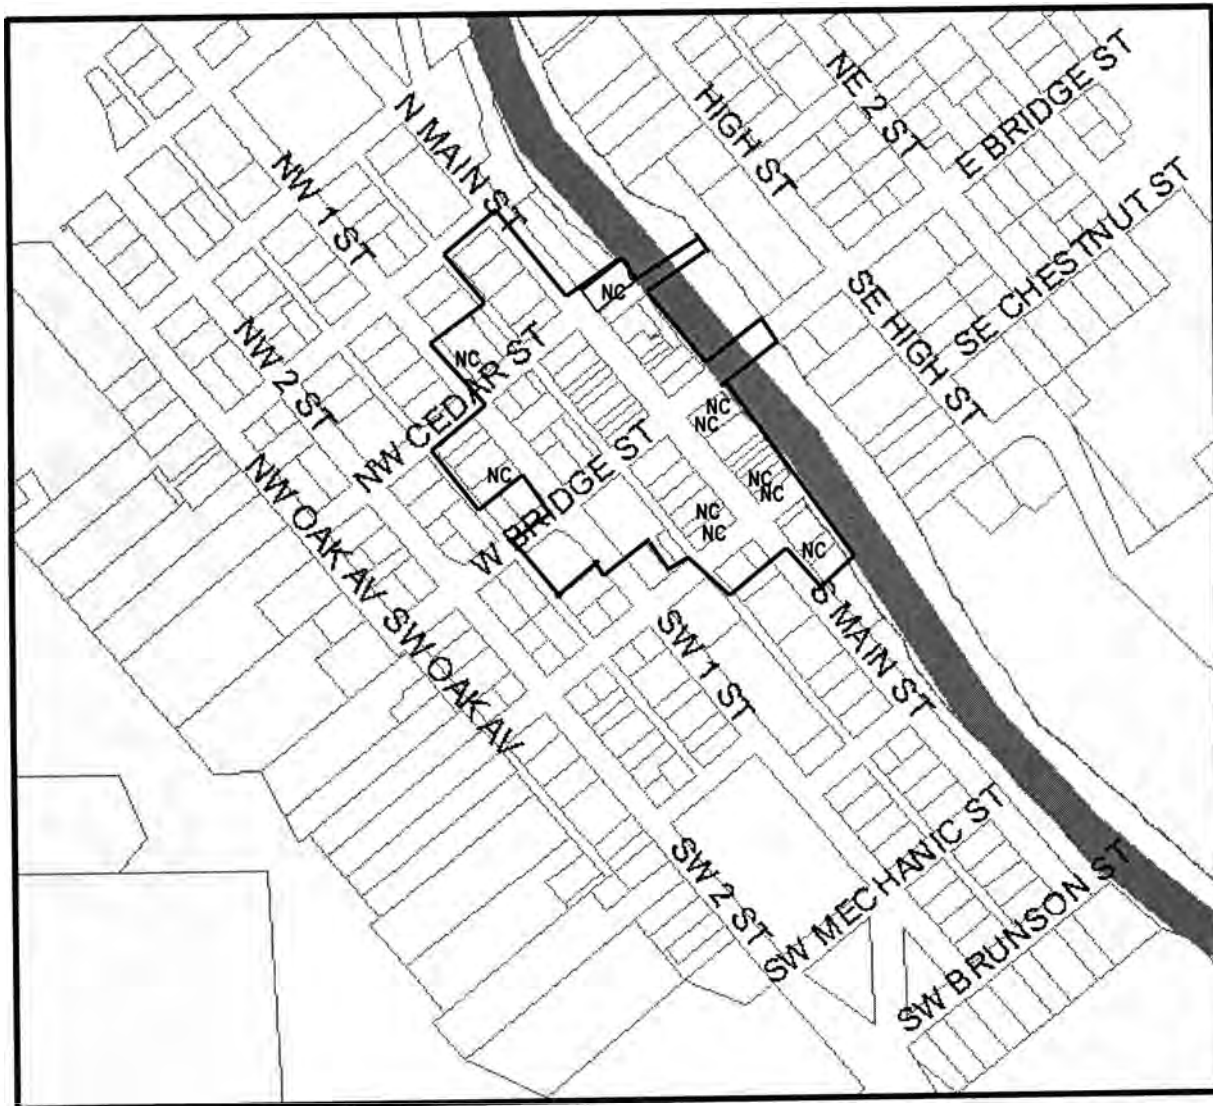 NE 2 ST
E BRIDGE ST
HIGH ST
N MAIN ST
NW 1 ST
SE CHESTNUT ST
SE HIGH ST
NC
NW 2 ST
NC
NW CEDAR ST
NC
NC
NW OAK AV
NC
W BRIDGE ST
NC
NC
NC
NC
NC
SW OAK AV
SW 1 ST
S MAIN ST
SW 2 ST
SW MECHANIC ST
SW BRUNSON ST